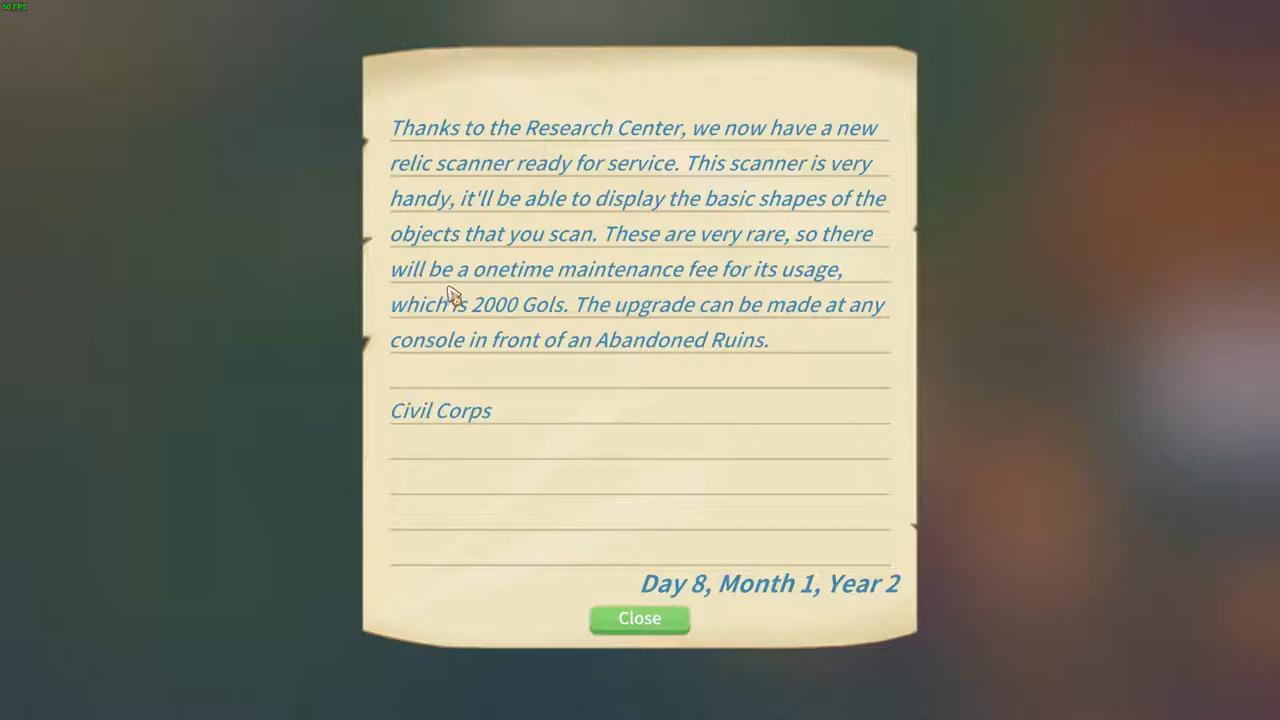 50 FPS
Thanks to the Research Center, we now have a new
relic scanner ready for service. This scanner is very
handy, it'll be able to display the basic shapes of the
objects that you scan. These are very rare, so there
will be a onetime maintenance fee for its usage,
which is 2000 Gols. The upgrade can be made at any
console in front of an Abandoned Ruins.
Civil Corps
Day 8, Month 1, Year 2
Close